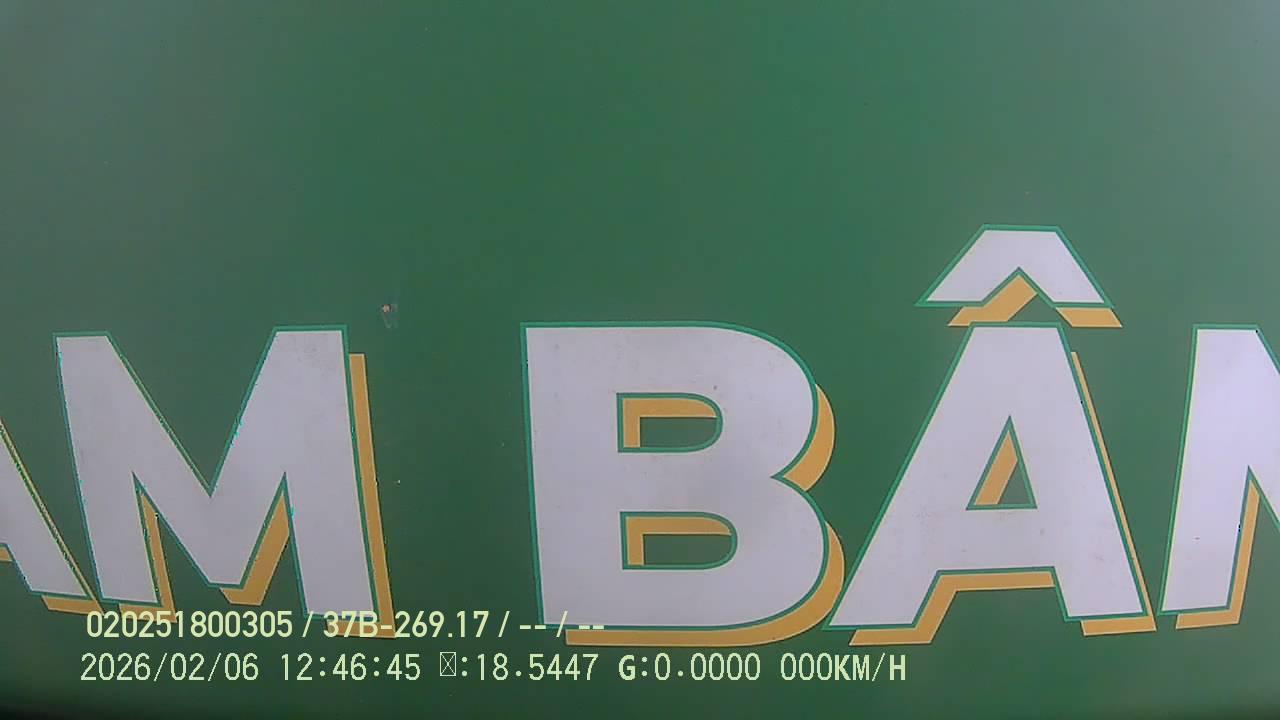 AM BÂN
020251800305 / 37B-269.17 / -- / --
2026/02/06 12:46:45 :18.5447 G:0.0000 000KM/H